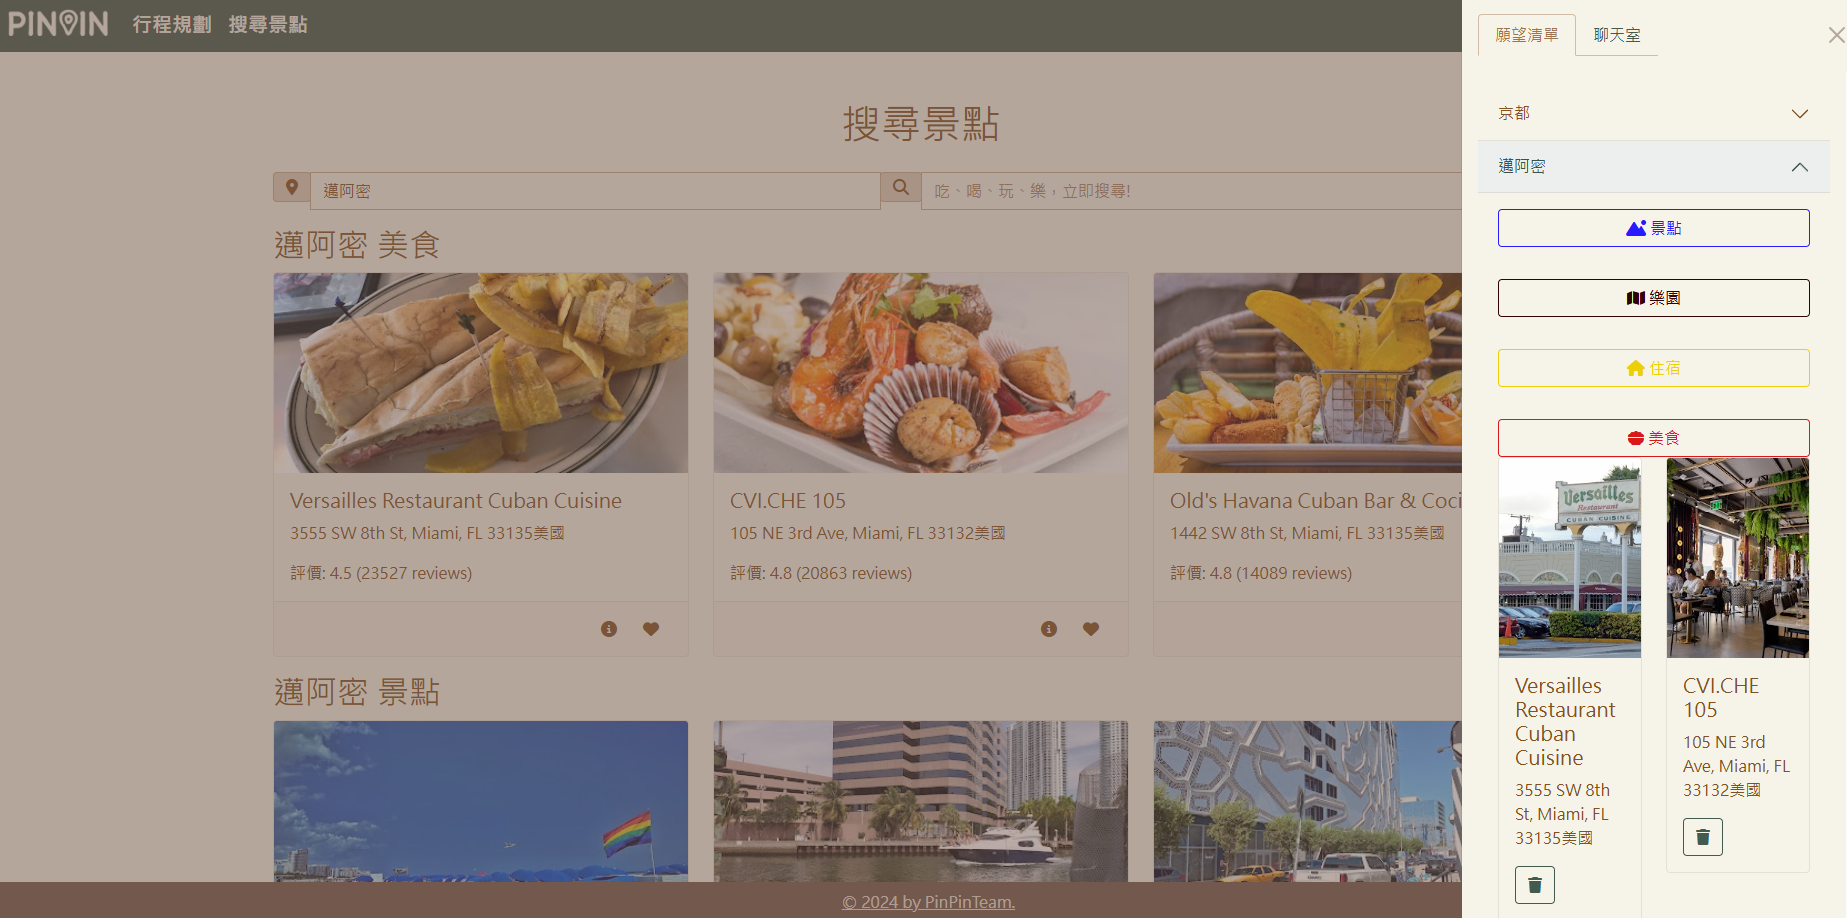 PINPIN
行程規劃
搜尋景點
搜尋景點
邁阿密
吃、喝、玩、樂，立即搜尋!
邁阿密 美食
Versailles Restaurant Cuban Cuisine
3555 SW 8th St, Miami, FL 33135美國
評價: 4.5 (23527 reviews)
CVI.CHE 105
105 NE 3rd Ave, Miami, FL 33132美國
評價: 4.8 (20863 reviews)
Old's Havana Cuban Bar & Coci
1442 SW 8th St, Miami, FL 33135美國
評價: 4.8 (14089 reviews)
邁阿密 景點
© 2024 by PinPinTeam.
願望清單
聊天室
京都
邁阿密
景點
樂園
住宿
美食
Versailles
Restaurant
CUBAN CUISINE
Versailles
Restaurant
Cuban
Cuisine
3555 SW 8th
St, Miami, FL
33135美國
CVI.CHE
105
105 NE 3rd
Ave, Miami, FL
33132美國